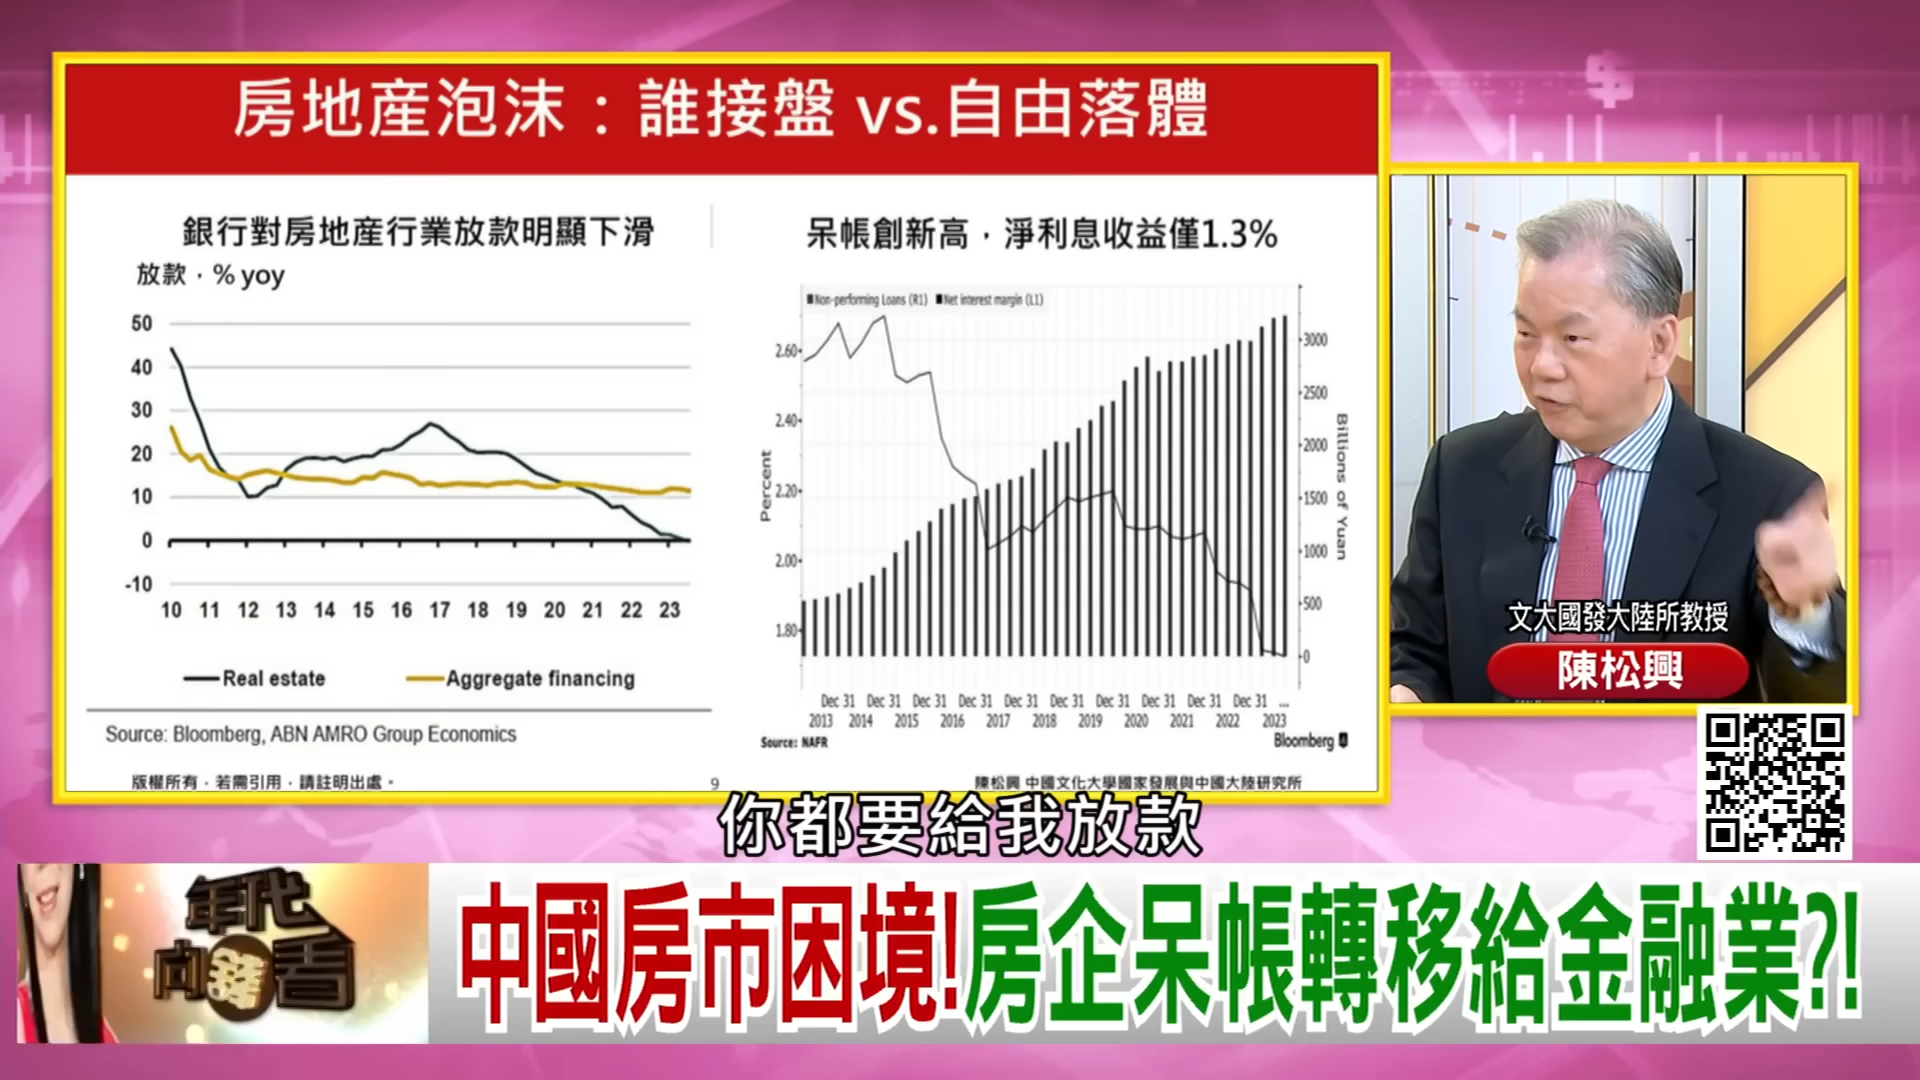 房地産泡沫：誰接盤 vs.自由落體
銀行對房地産行業放款明顯下滑
放款，% yoy
50
40
30
20
10
0
-10
10 11 12 13 14 15 16 17 18 19 20 21 22 23
Real estate
Aggregate financing
Source: Bloomberg, ABN AMRO Group Economics
呆帳創新高，淨利息收益僅1.3%
Non-performing Loans (R1) Net interest margin (L1)
2.60
2.40
2.20
2.00
1.80
Percent
3000
2500
2000
1500
1000
500
0
Billions of Yuan
Dec 31 Dec 31 Dec 31 Dec 31 Dec 31 Dec 31 Dec 31 Dec 31 Dec 31 Dec 31 ...
2013 2014 2015 2016 2017 2018 2019 2020 2021 2022 2023
Source: NAFR
Bloomberg
版權所有，若需引用，請註明出處。
9
陳松興 中國文化大學國家發展與中國大陸研究所
文大國發大陸所教授
陳松興
你都要給我放款
年代
向錢看
中國房市困境!房企呆帳轉移給金融業?!